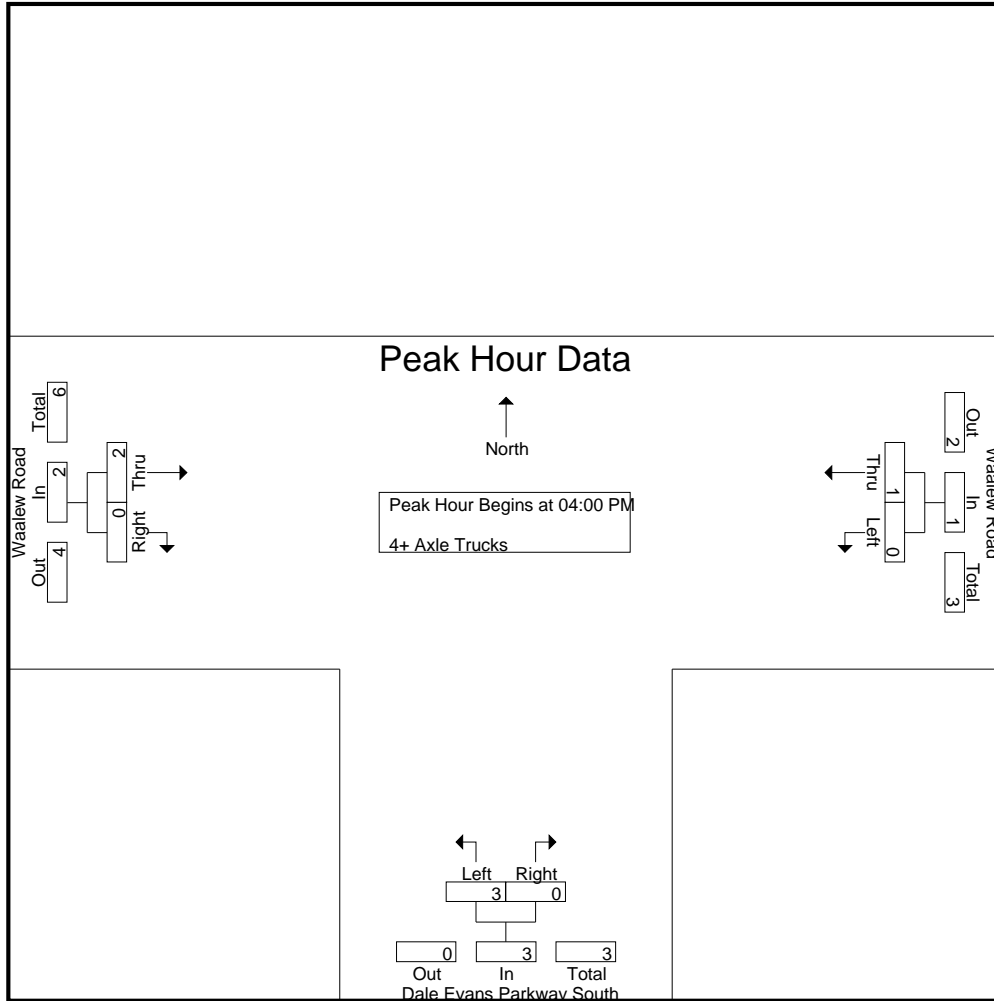 Peak Hour Data
North
Peak Hour Begins at 04:00 PM
4+ Axle Trucks
Waalew Road
Out
In
Total
4
2
6
Right
Thru
0
2
Waalew Road
Out
In
Total
2
1
3
Thru
Left
1
0
Left
Right
3
0
0
3
3
Out
In
Total
Dale Evans Parkway South